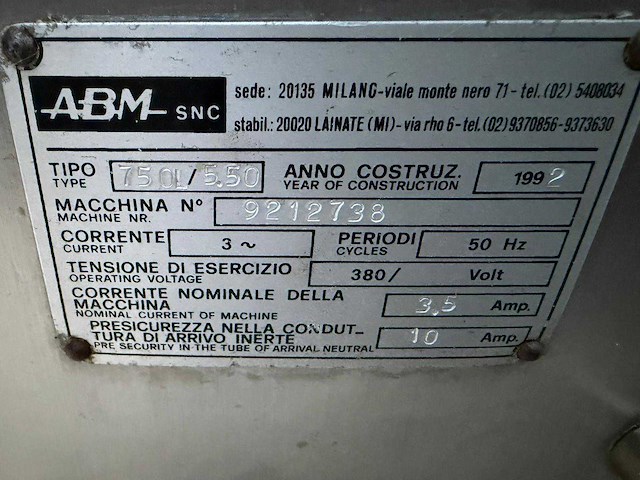 ABM SNC
sede: 20135 MILANO-viale monte nero 71-tel.(02) 5408034
stabil.: 20020 LAINATE (MI)-via rho 6-tel.(02)9370856-9373630
TIPO 750L/5.50 ANNO COSTRUZ. 1992
TYPE YEAR OF CONSTRUCTION
MACCHINA N° 9212738
MACHINE NR.
CORRENTE 3 ~ PERIODI 50 Hz
CURRENT CYCLES
TENSIONE DI ESERCIZIO 380/ Volt
OPERATING VOLTAGE
CORRENTE NOMINALE DELLA
MACCHINA 3.5 Amp.
NOMINAL CURRENT OF MACHINE
PRESICUREZZA NELLA CONDUT_
TURA DI ARRIVO INERTE 10 Amp.
PRE SECURITY IN THE TUBE OF ARRIVAL NEUTRAL